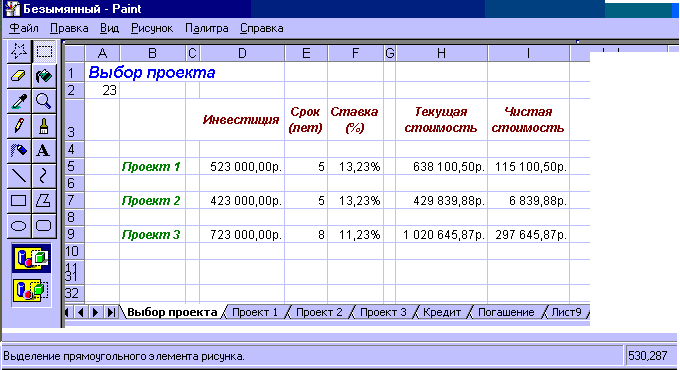 Безымянный - Paint
Файл Правка Вид Рисунок Палитра Справка
A B C D E F G H I
1 Выбор проекта
2 23
3 Инвестиция Срок (лет) Ставка (%) Текущая стоимость Чистая стоимость
4
5 Проект 1 523 000,00р. 5 13,23% 638 100,50р. 115 100,50р.
6
7 Проект 2 423 000,00р. 5 13,23% 429 839,88р. 6 839,88р.
8
9 Проект 3 723 000,00р. 8 11,23% 1 020 645,87р. 297 645,87р.
10
11
31
32
Выбор проекта Проект 1 Проект 2 Проект 3 Кредит Погашение Лист9
Выделение прямоугольного элемента рисунка. 530,287